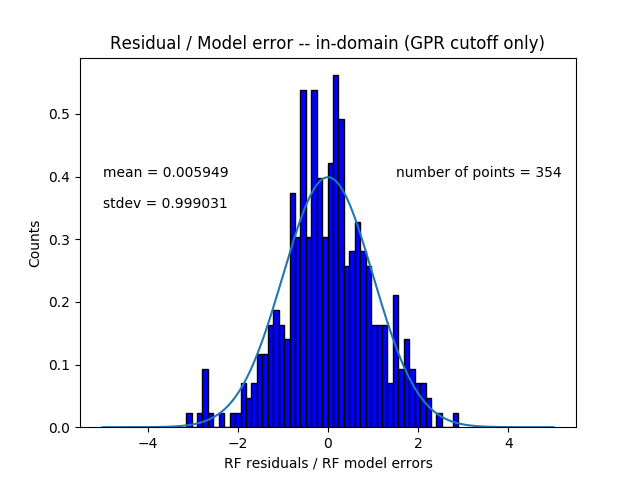 Residual / Model error -- in-domain (GPR cutoff only)
0.5
0.4
0.3
0.2
0.1
0.0
Counts
mean = 0.005949
stdev = 0.999031
number of points = 354
−4
−2
0
2
4
RF residuals / RF model errors